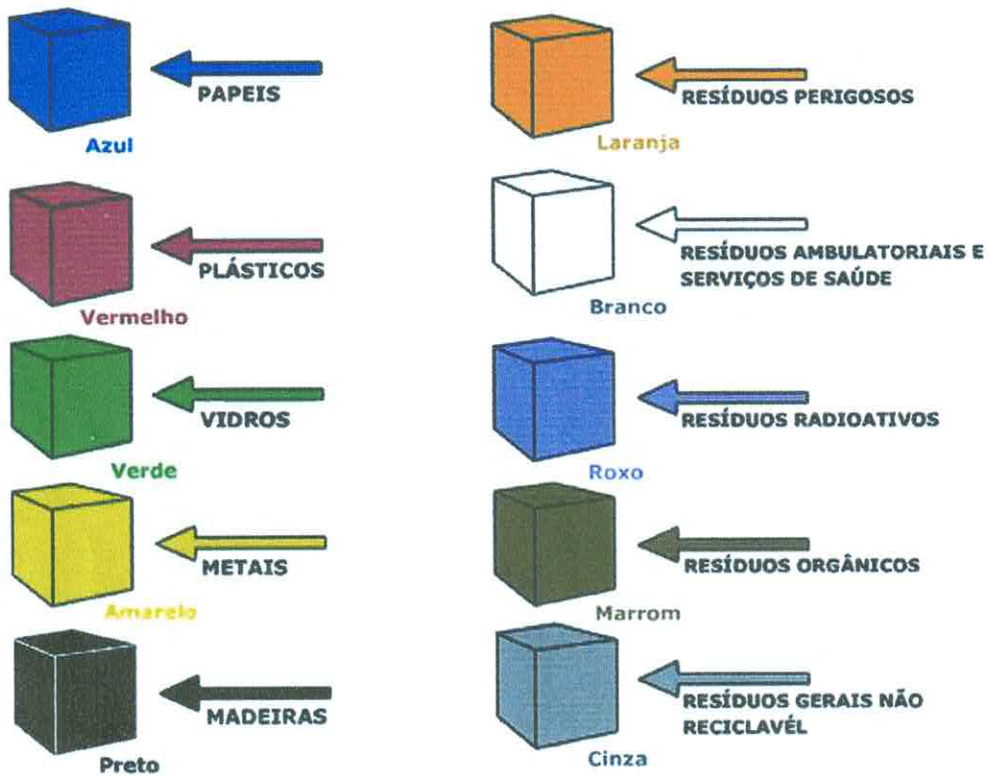 PAPEIS
Azul
PLÁSTICOS
Vermelho
VIDROS
Verde
METAIS
Amarelo
MADEIRAS
Preto
RESÍDUOS PERIGOSOS
Laranja
RESÍDUOS AMBULATORIAIS E
SERVIÇOS DE SAÚDE
Branco
RESÍDUOS RADIOATIVOS
Roxo
RESÍDUOS ORGÂNICOS
Marrom
RESÍDUOS GERAIS NÃO
RECICLAVÉL
Cinza